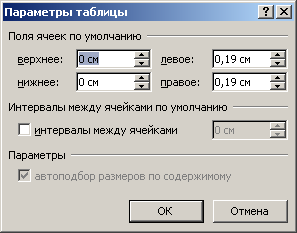 Параметры таблицы
Поля ячеек по умолчанию
верхнее: 0 см левое: 0,19 см
нижнее: 0 см правое: 0,19 см
Интервалы между ячейками по умолчанию
интервалы между ячейками 0 см
Параметры
автоподбор размеров по содержимому
ОК Отмена